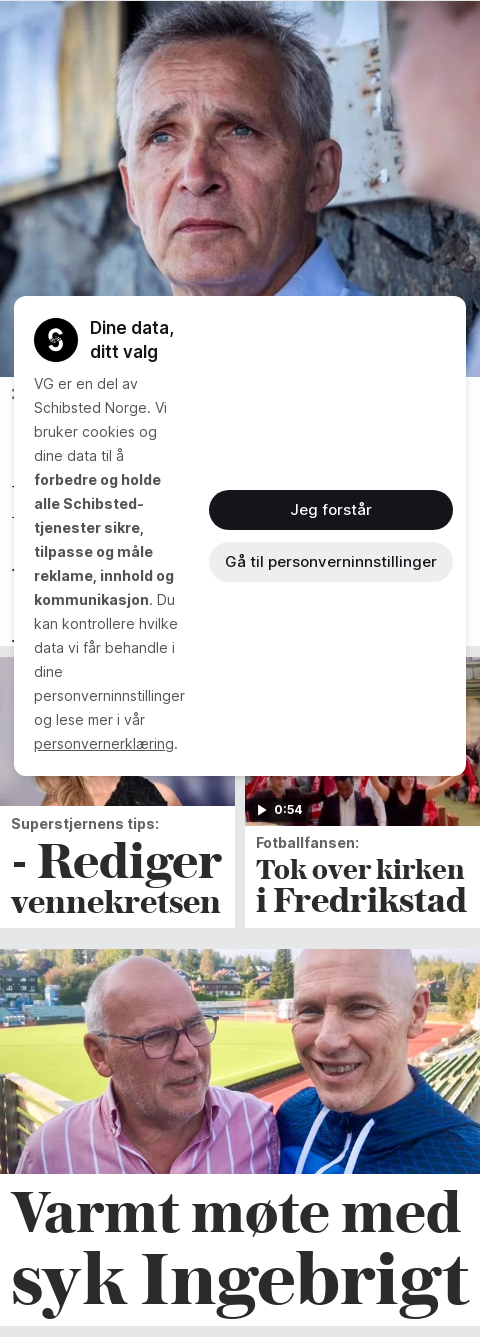 Dine data,
ditt valg
VG er en del av
Schibsted Norge. Vi
bruker cookies og
dine data til å
forbedre og holde
alle Schibsted-
tjenester sikre,
tilpasse og måle
reklame, innhold og
kommunikasjon. Du
kan kontrollere hvilke
data vi får behandle i
dine
personverninnstillinger
og lese mer i vår
personvernerklæring.
Jeg forstår
Gå til personverninnstillinger
Superstjernens tips:
- Rediger
vennekretsen
0:54
Fotballfansen:
Tok over kirken
i Fredrikstad
Varmt møte med
syk Ingebrigt